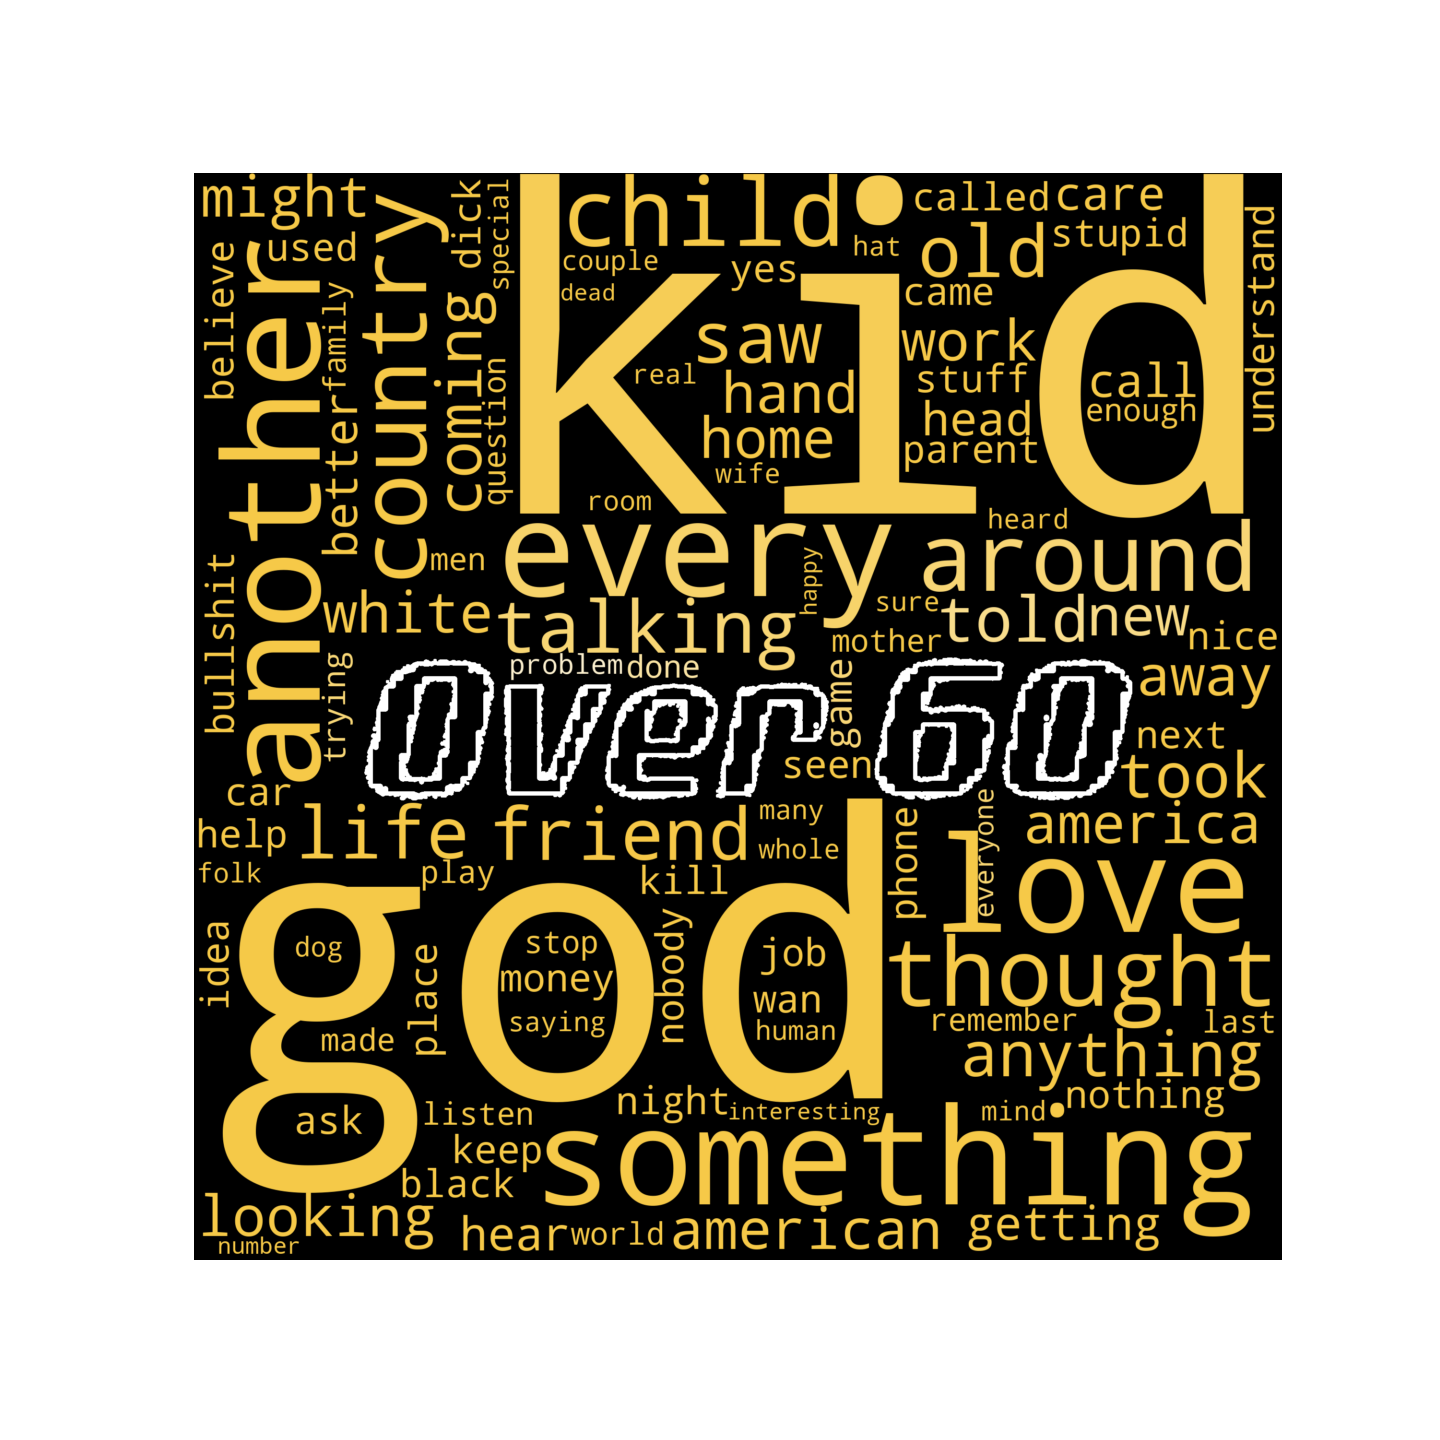 might
used
believe
another
family
better
country
dick
special
coming
question
kid
child
couple
dead
yes
hat
called
care
stupid
old
came
understand
saw
real
hand
home
wife
room
work
stuff
head
parent
call
enough
heard
every
around
men
happy
sure
bullshit
white
talking
mother
told
new
nice
trying
problem
done
game
away
Over 60
seen
next
took
car
help
life
friend
many
whole
phone
everyone
america
love
folk
play
kill
god
idea
dog
place
stop
money
saying
nobody
job
wan
human
thought
remember
last
made
anything
nothing
ask
listen
night
interesting
mind
keep
something
black
looking
number
hear
world
american
getting